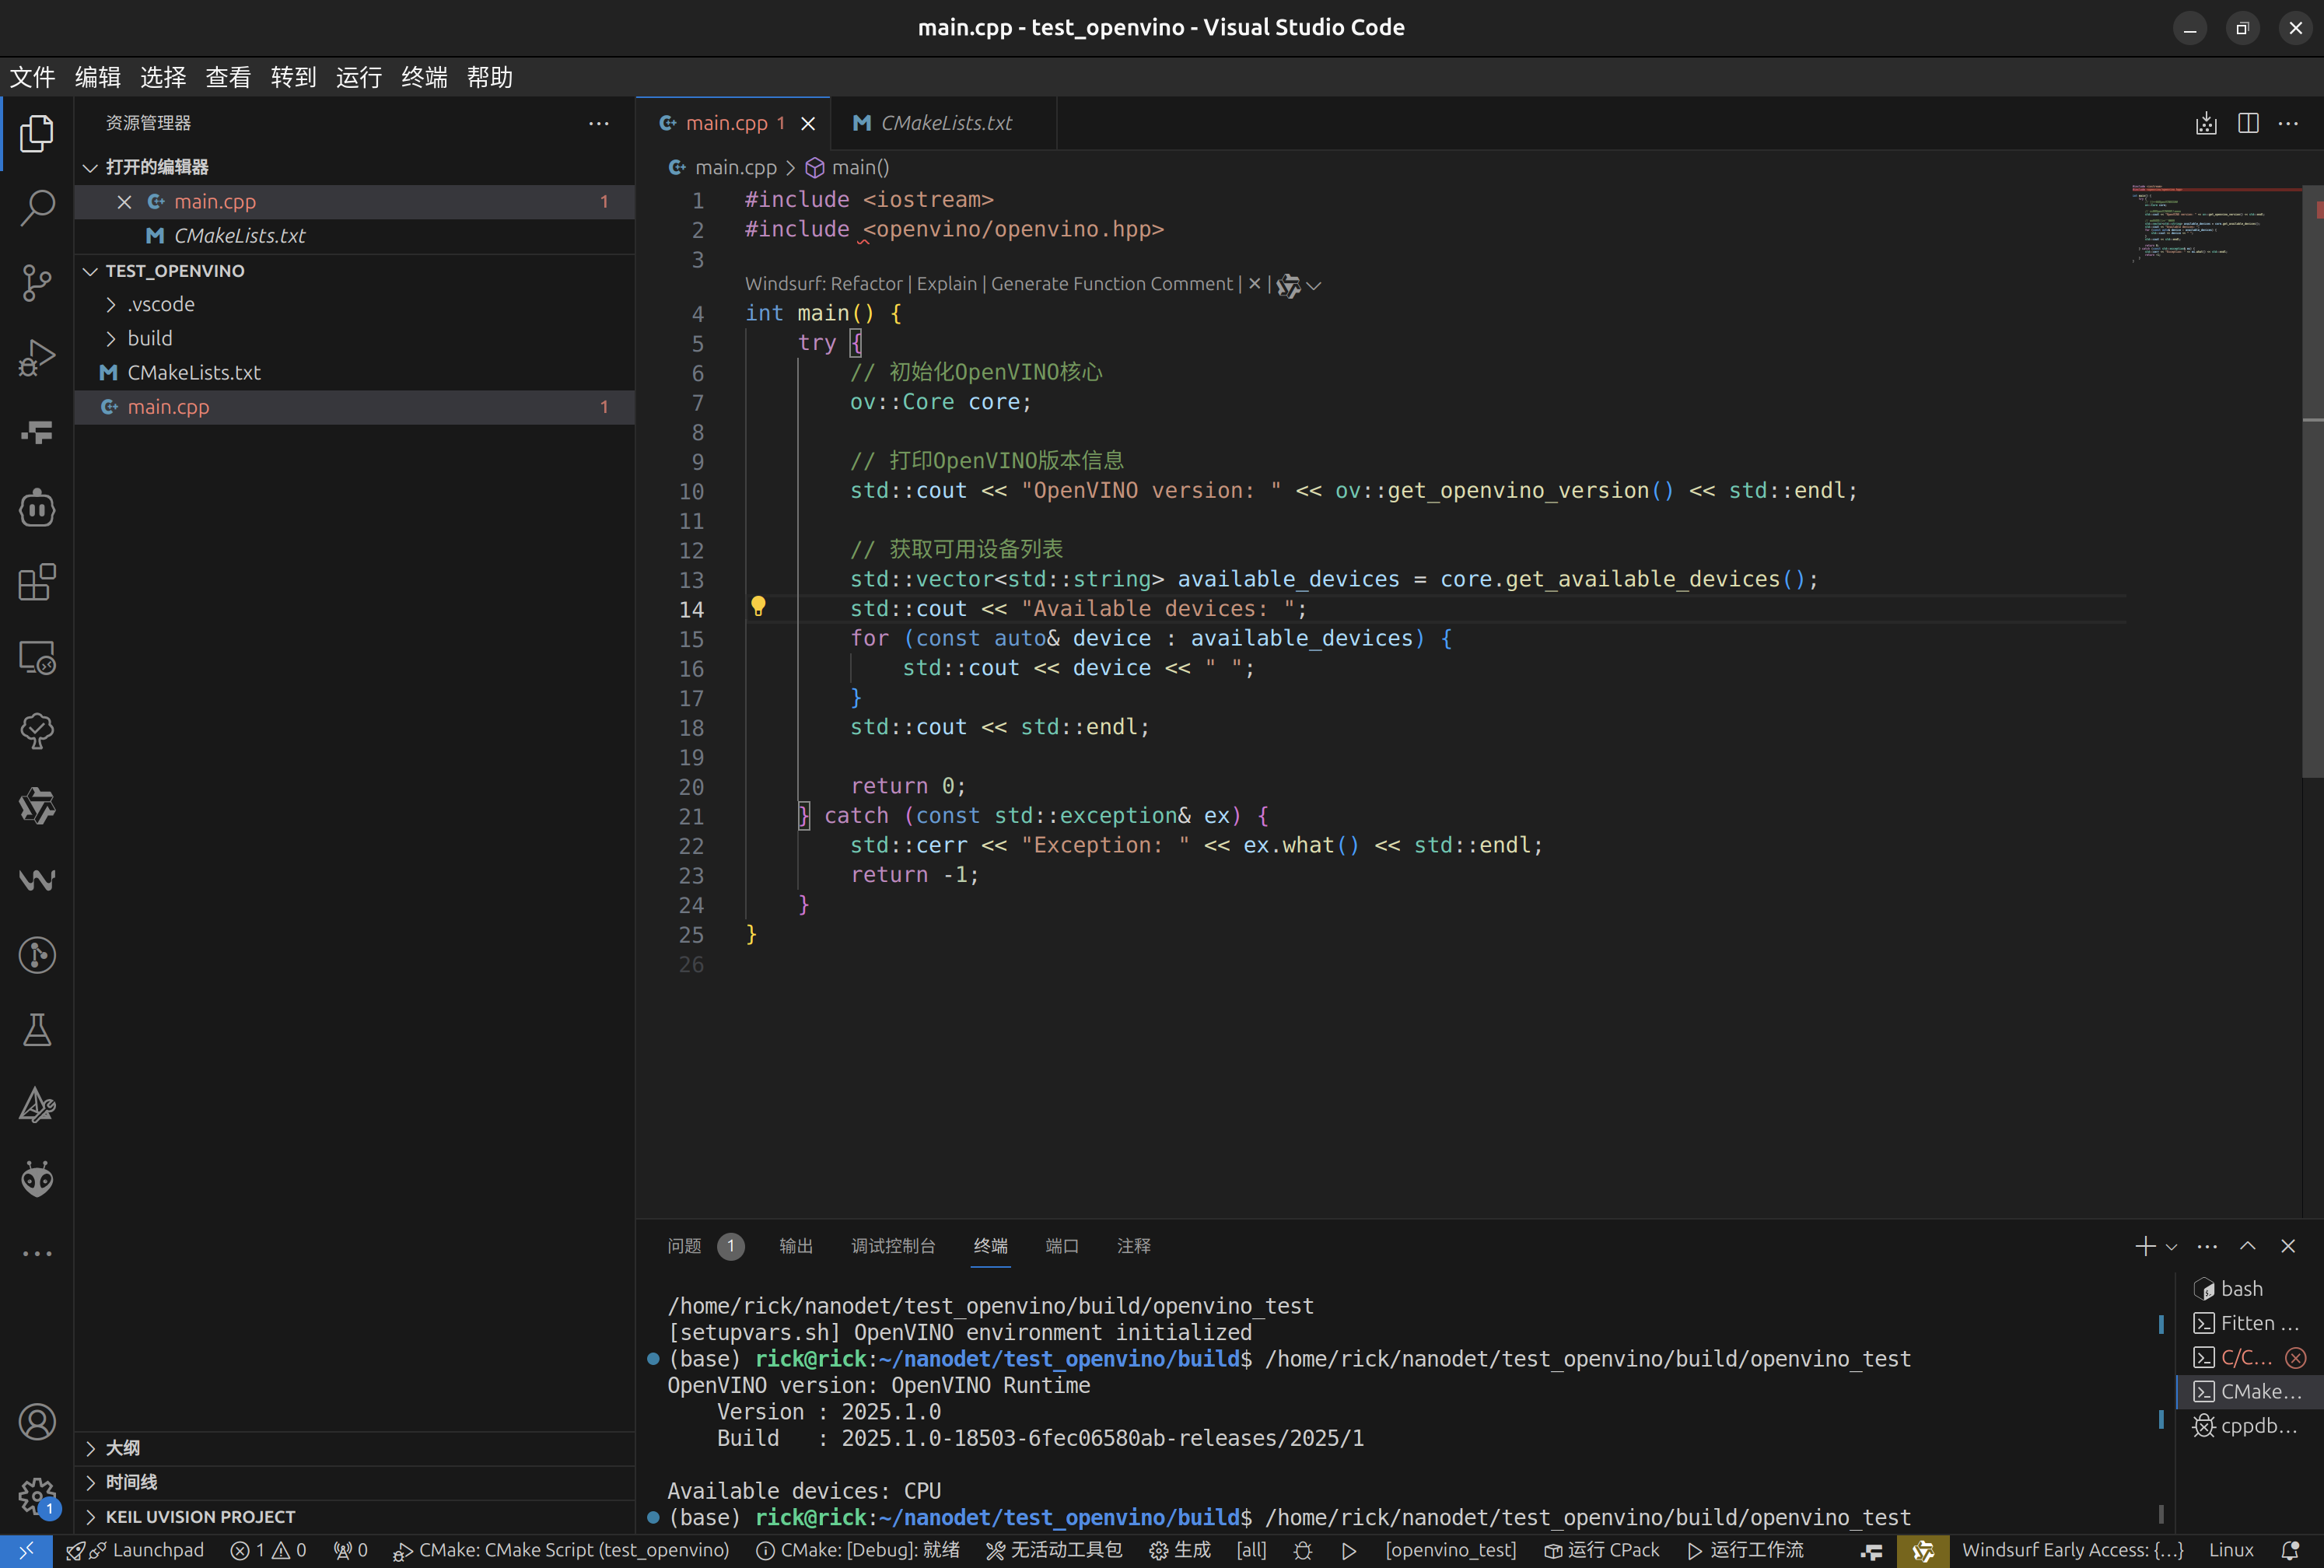 main.cpp - test_openvino - Visual Studio Code
文件 编辑 选择 查看 转到 运行 终端 帮助
资源管理器
打开的编辑器
main.cpp 1
CMakeLists.txt
TEST_OPENVINO
.vscode
build
CMakeLists.txt
main.cpp 1
大纲
时间线
KEIL UVISION PROJECT
main.cpp 1 CMakeLists.txt
main.cpp > main()
1 #include <iostream>
2 #include <openvino/openvino.hpp>
3
Windsurf: Refactor | Explain | Generate Function Comment | × |
4 int main() {
5     try {
6         // 初始化OpenVINO核心
7         ov::Core core;
8
9         // 打印OpenVINO版本信息
10         std::cout << "OpenVINO version: " << ov::get_openvino_version() << std::endl;
11
12         // 获取可用设备列表
13         std::vector<std::string> available_devices = core.get_available_devices();
14         std::cout << "Available devices: ";
15         for (const auto& device : available_devices) {
16             std::cout << device << " ";
17         }
18         std::cout << std::endl;
19
20         return 0;
21     } catch (const std::exception& ex) {
22         std::cerr << "Exception: " << ex.what() << std::endl;
23         return -1;
24     }
25 }
26
问题 1 输出 调试控制台 终端 端口 注释
/home/rick/nanodet/test_openvino/build/openvino_test
[setupvars.sh] OpenVINO environment initialized
(base) rick@rick:~/nanodet/test_openvino/build$ /home/rick/nanodet/test_openvino/build/openvino_test
OpenVINO version: OpenVINO Runtime
    Version : 2025.1.0
    Build   : 2025.1.0-18503-6fec06580ab-releases/2025/1
Available devices: CPU
(base) rick@rick:~/nanodet/test_openvino/build$ /home/rick/nanodet/test_openvino/build/openvino_test
bash
Fitten ...
C/C...
CMake...
cppdb...
1
Launchpad 1 0 0 CMake: CMake Script (test_openvino) CMake: [Debug]: 就绪 无活动工具包 生成 [all] [openvino_test] 运行 CPack 运行工作流 Windsurf Early Access: {...} Linux